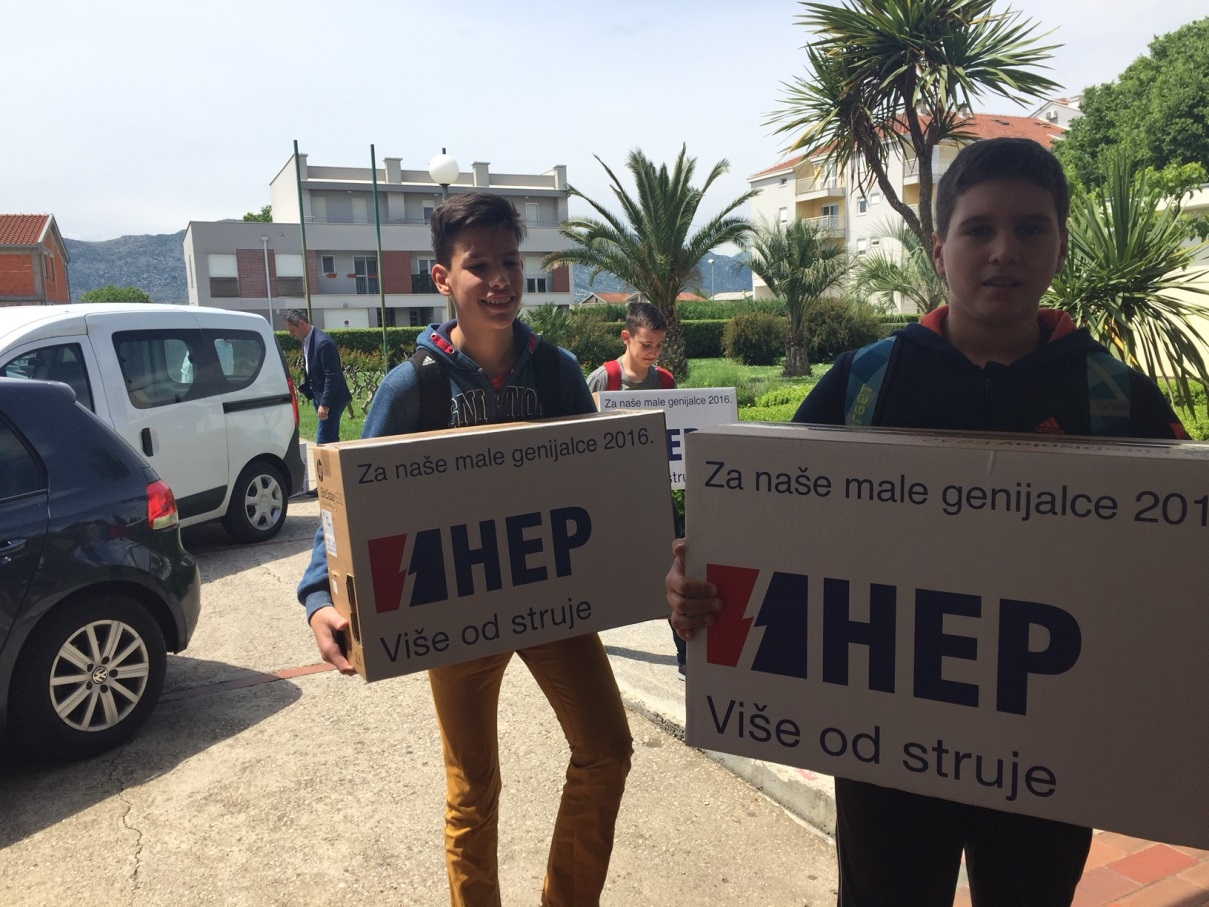 Za naše male genijalce 2016.
HEP
Više od struje
Za naše male genijalce 2016.
Za naše male genijalce 201
HEP
Više od struje